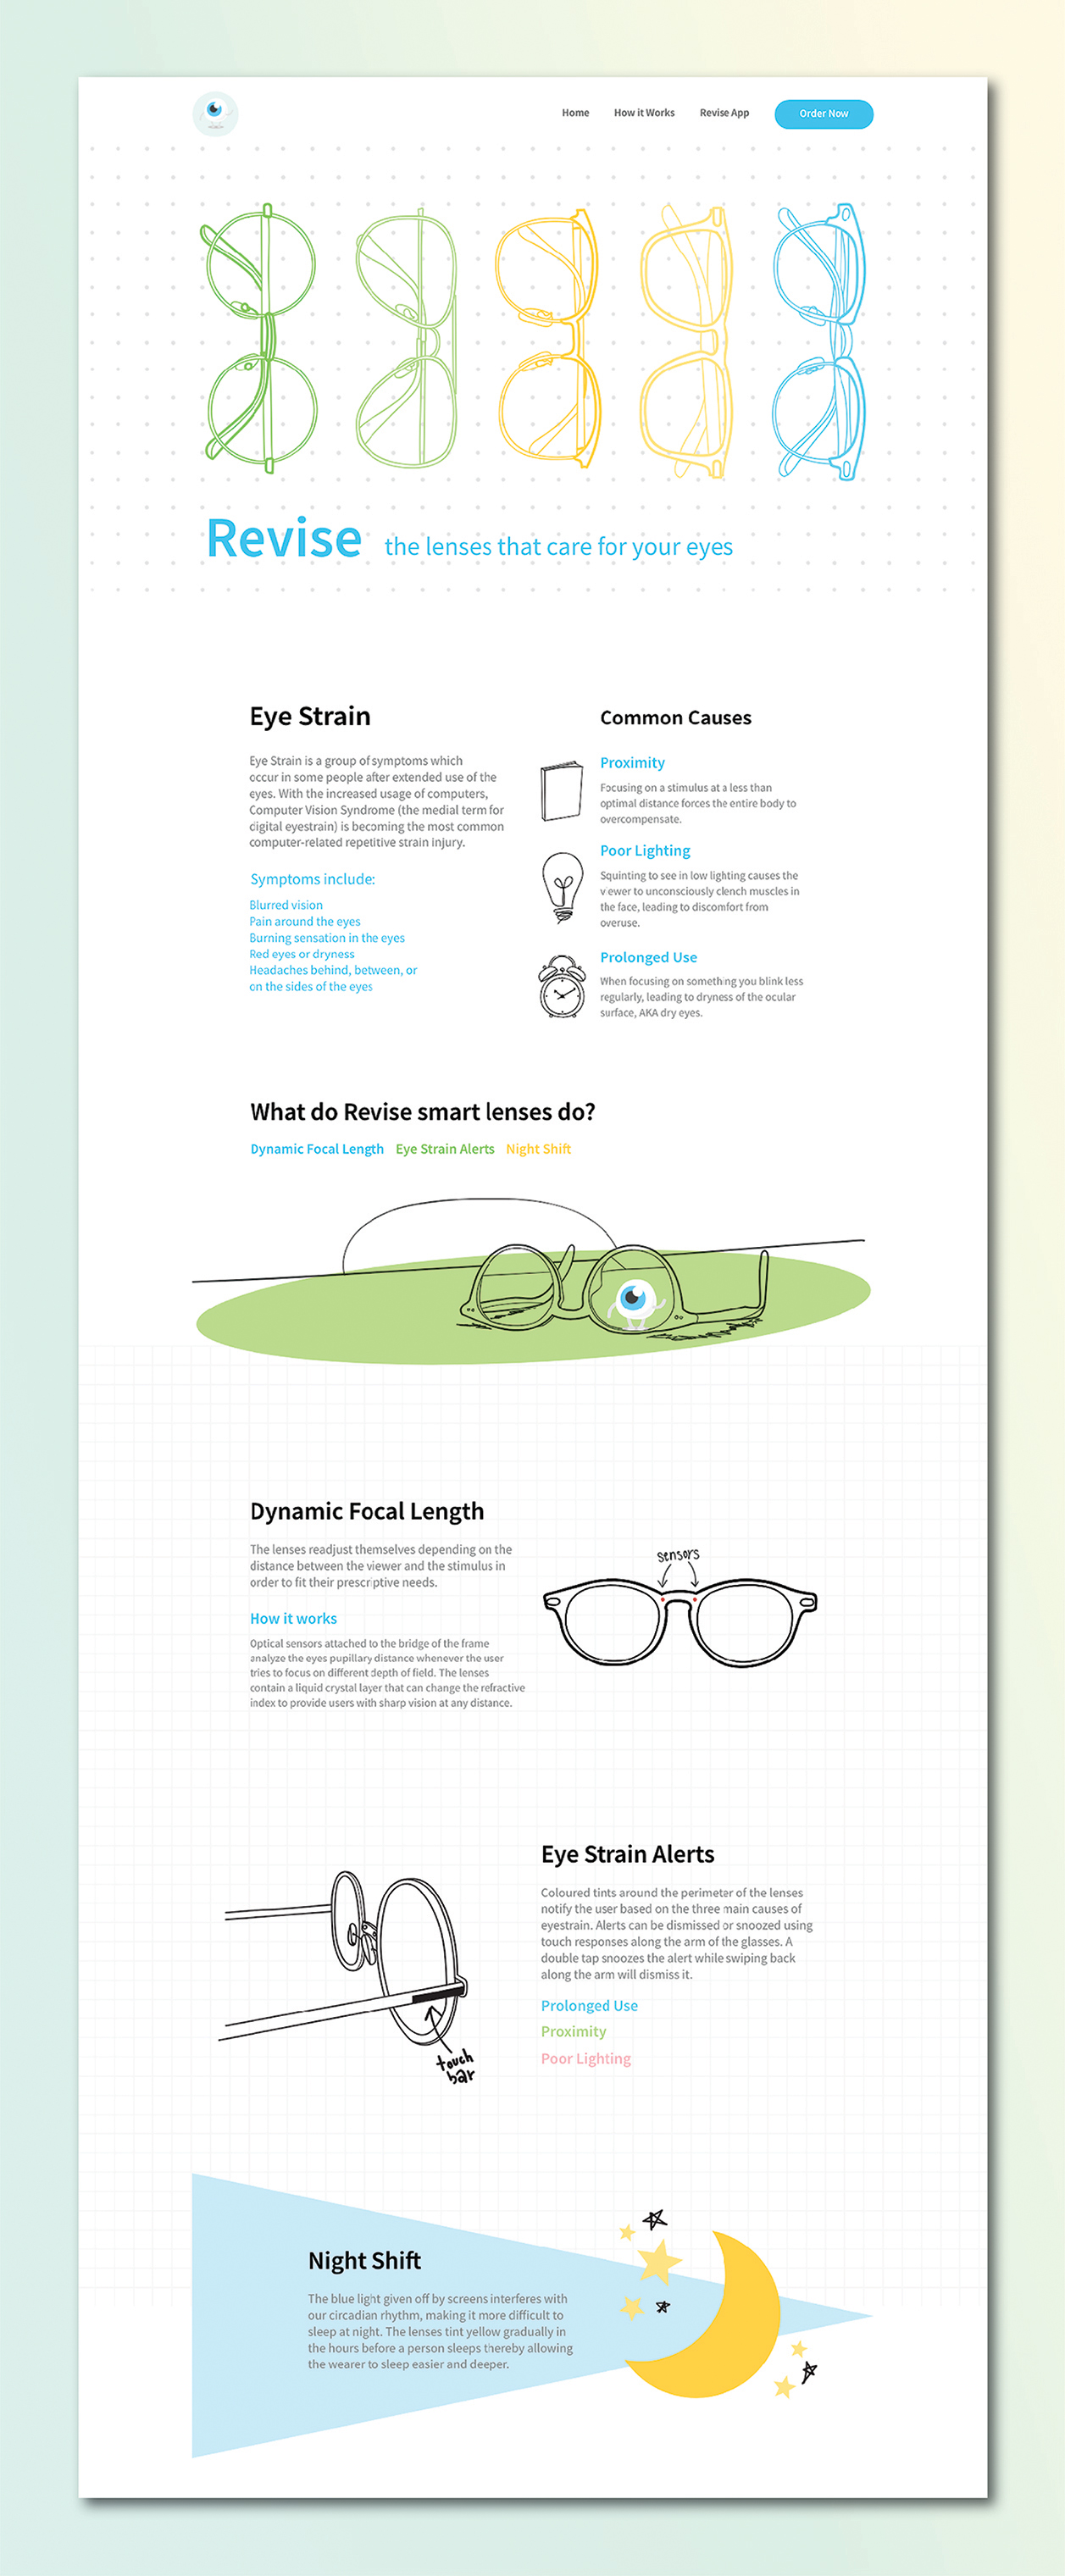 Home
How it Works
Revise App
Order Now
Revise the lenses that care for your eyes
Eye Strain
Eye Strain is a group of symptoms which
occur in some people after extended use of the
eyes. With the increased usage of computers,
Computer Vision Syndrome (the medial term for
digital eyestrain) is becoming the most common
computer-related repetitive strain injury.
Symptoms include:
Blurred vision
Pain around the eyes
Burning sensation in the eyes
Red eyes or dryness
Headaches behind, between, or
on the sides of the eyes
Common Causes
Proximity
Focusing on a stimulus at a less than
optimal distance forces the entire body to
overcompensate.
Poor Lighting
Squinting to see in low lighting causes the
viewer to unconsciously clench muscles in
the face, leading to discomfort from
overuse.
Prolonged Use
When focusing on something you blink less
regularly, leading to dryness of the ocular
surface, AKA dry eyes.
What do Revise smart lenses do?
Dynamic Focal Length Eye Strain Alerts Night Shift
Dynamic Focal Length
The lenses readjust themselves depending on the
distance between the viewer and the stimulus in
order to fit their prescriptive needs.
How it works
Optical sensors attached to the bridge of the frame
analyze the eyes pupillary distance whenever the user
tries to focus on different depth of field. The lenses
contain a liquid crystal layer that can change the refractive
index to provide users with sharp vision at any distance.
sensors
Eye Strain Alerts
Coloured tints around the perimeter of the lenses
notify the user based on the three main causes of
eyestrain. Alerts can be dismissed or snoozed using
touch responses along the arm of the glasses. A
double tap snoozes the alert while swiping back
along the arm will dismiss it.
Prolonged Use
Proximity
Poor Lighting
touch
bar
Night Shift
The blue light given off by screens interferes with
our circadian rhythm, making it more difficult to
sleep at night. The lenses tint yellow gradually in
the hours before a person sleeps thereby allowing
the wearer to sleep easier and deeper.